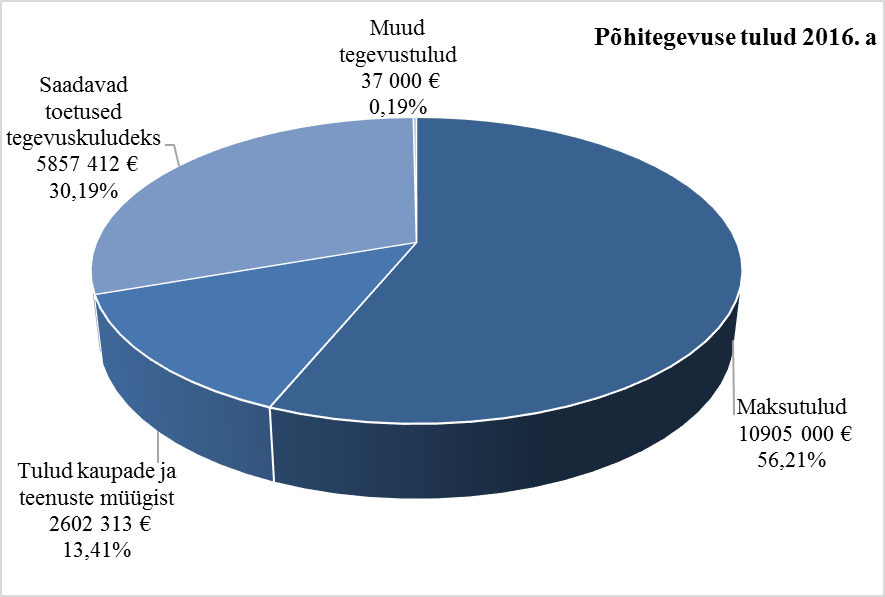 Põhitegevuse tulud 2016. a
Muud
tegevustulud
37 000 €
0,19%
Saadavad
toetused
tegevuskuludeks
5857 412 €
30,19%
Maksutulud
10905 000 €
56,21%
Tulud kaupade ja
teenuste müügist
2602 313 €
13,41%